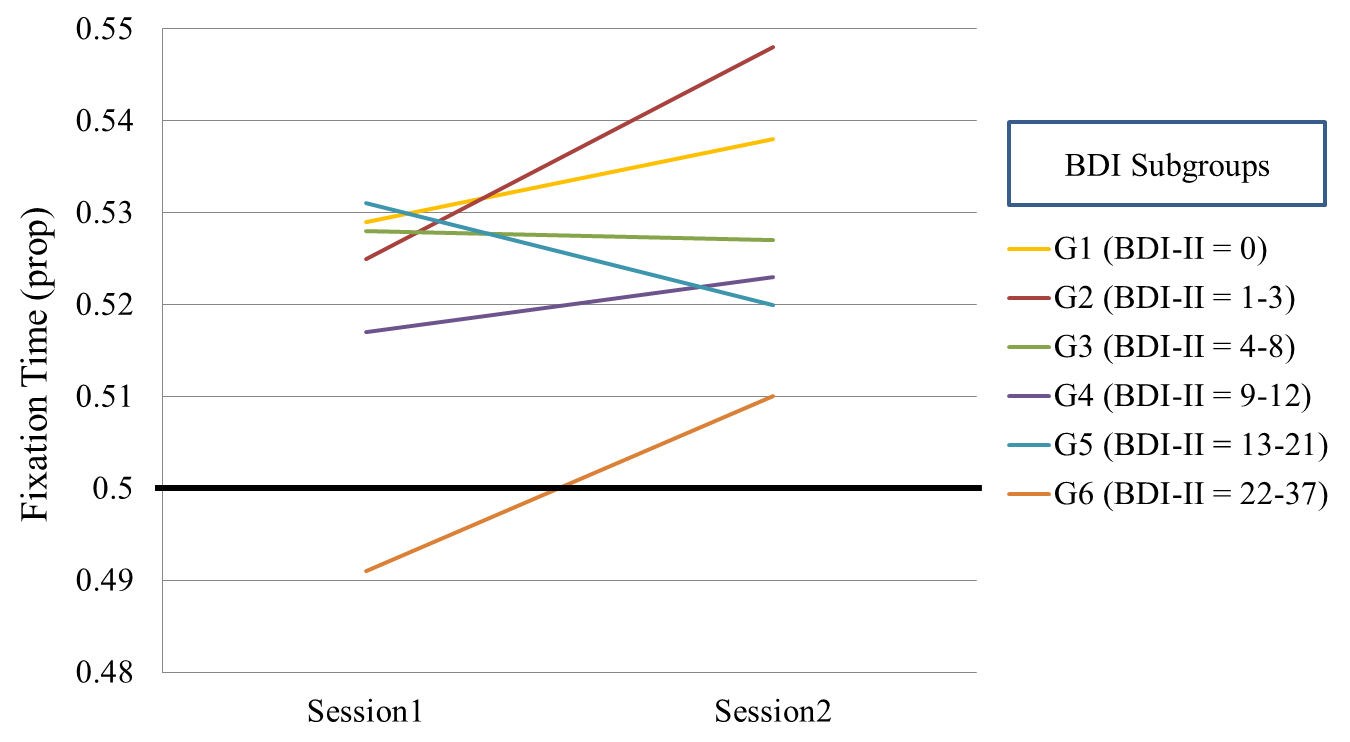 0.55
0.54
0.53
0.52
0.51
0.5
0.49
0.48
Fixation Time (prop)
Session1
Session2
BDI Subgroups
G1 (BDI-II = 0)
G2 (BDI-II = 1-3)
G3 (BDI-II = 4-8)
G4 (BDI-II = 9-12)
G5 (BDI-II = 13-21)
G6 (BDI-II = 22-37)